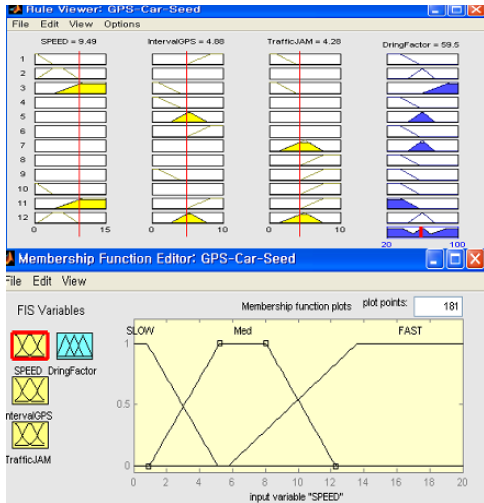 Rule Viewer: GPS-Car-Seed
File Edit View Options
SPEED = 9.49 IntervalGPS = 4.88 TrafficJAM = 4.28 DringFactor = 59.5
1
2
3
4
5
6
7
8
9
10
11
12
0 15 0 10 0 10
20 100
Membership Function Editor: GPS-Car-Seed
File Edit View
FIS Variables
Membership function plots plot points: 181
SLOW Med FAST
1
SPEED DringFactor
0.5
IntervalGPS
TrafficJAM
0
0 2 4 6 8 10 12 14 16 18 20
input variable "SPEED"